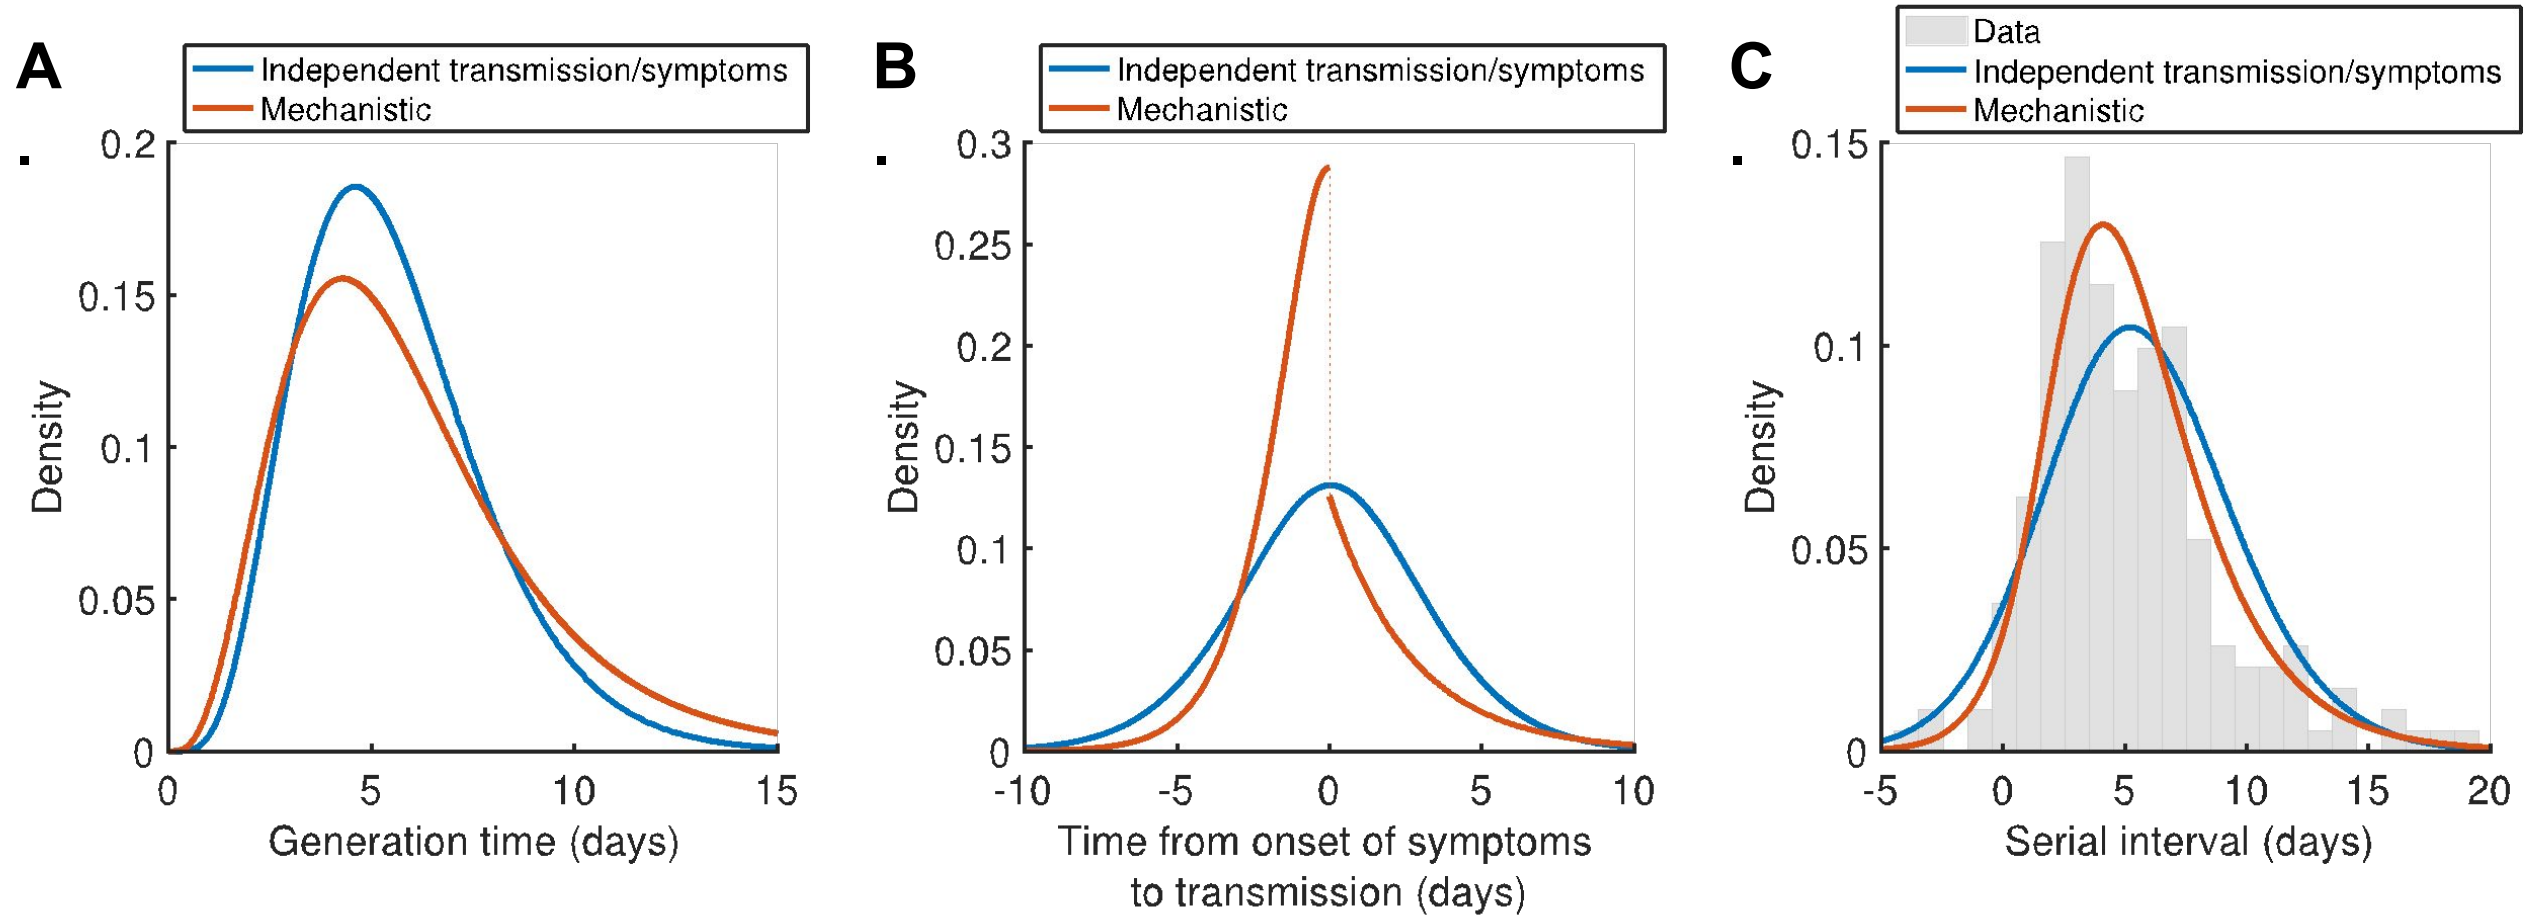 A
Independent transmission/symptoms
Mechanistic
0.2
0.15
0.1
0.05
0
0 5 10 15
Density
Generation time (days)
B
Independent transmission/symptoms
Mechanistic
0.3
0.25
0.2
0.15
0.1
0.05
0
-10 -5 0 5 10
Density
Time from onset of symptoms
to transmission (days)
C
Data
Independent transmission/symptoms
Mechanistic
0.15
0.1
0.05
0
-5 0 5 10 15 20
Density
Serial interval (days)